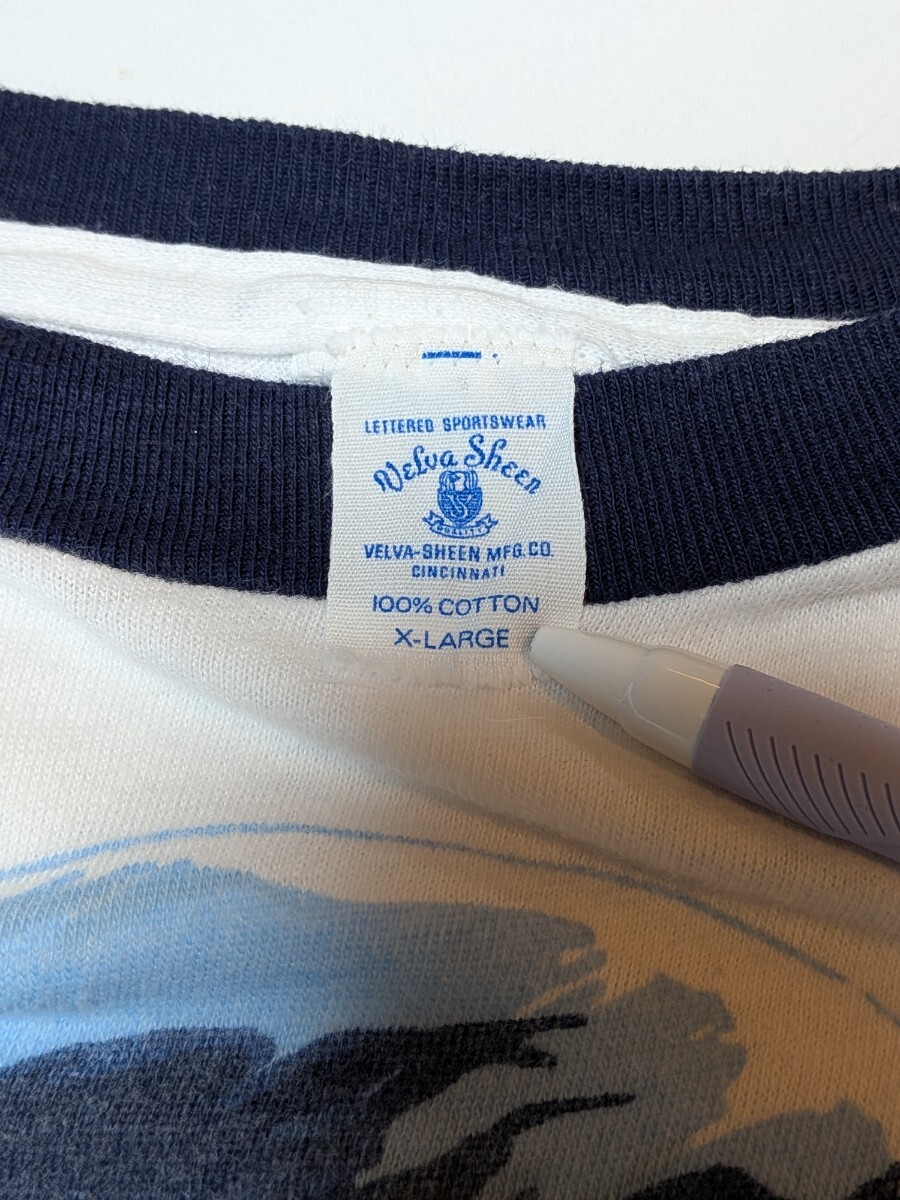 LETTERED SPORTSWEAR
Velva Sheen
VELVA-SHEEN MFG. CO.
CINCINNATI
100% COTTON
X-LARGE